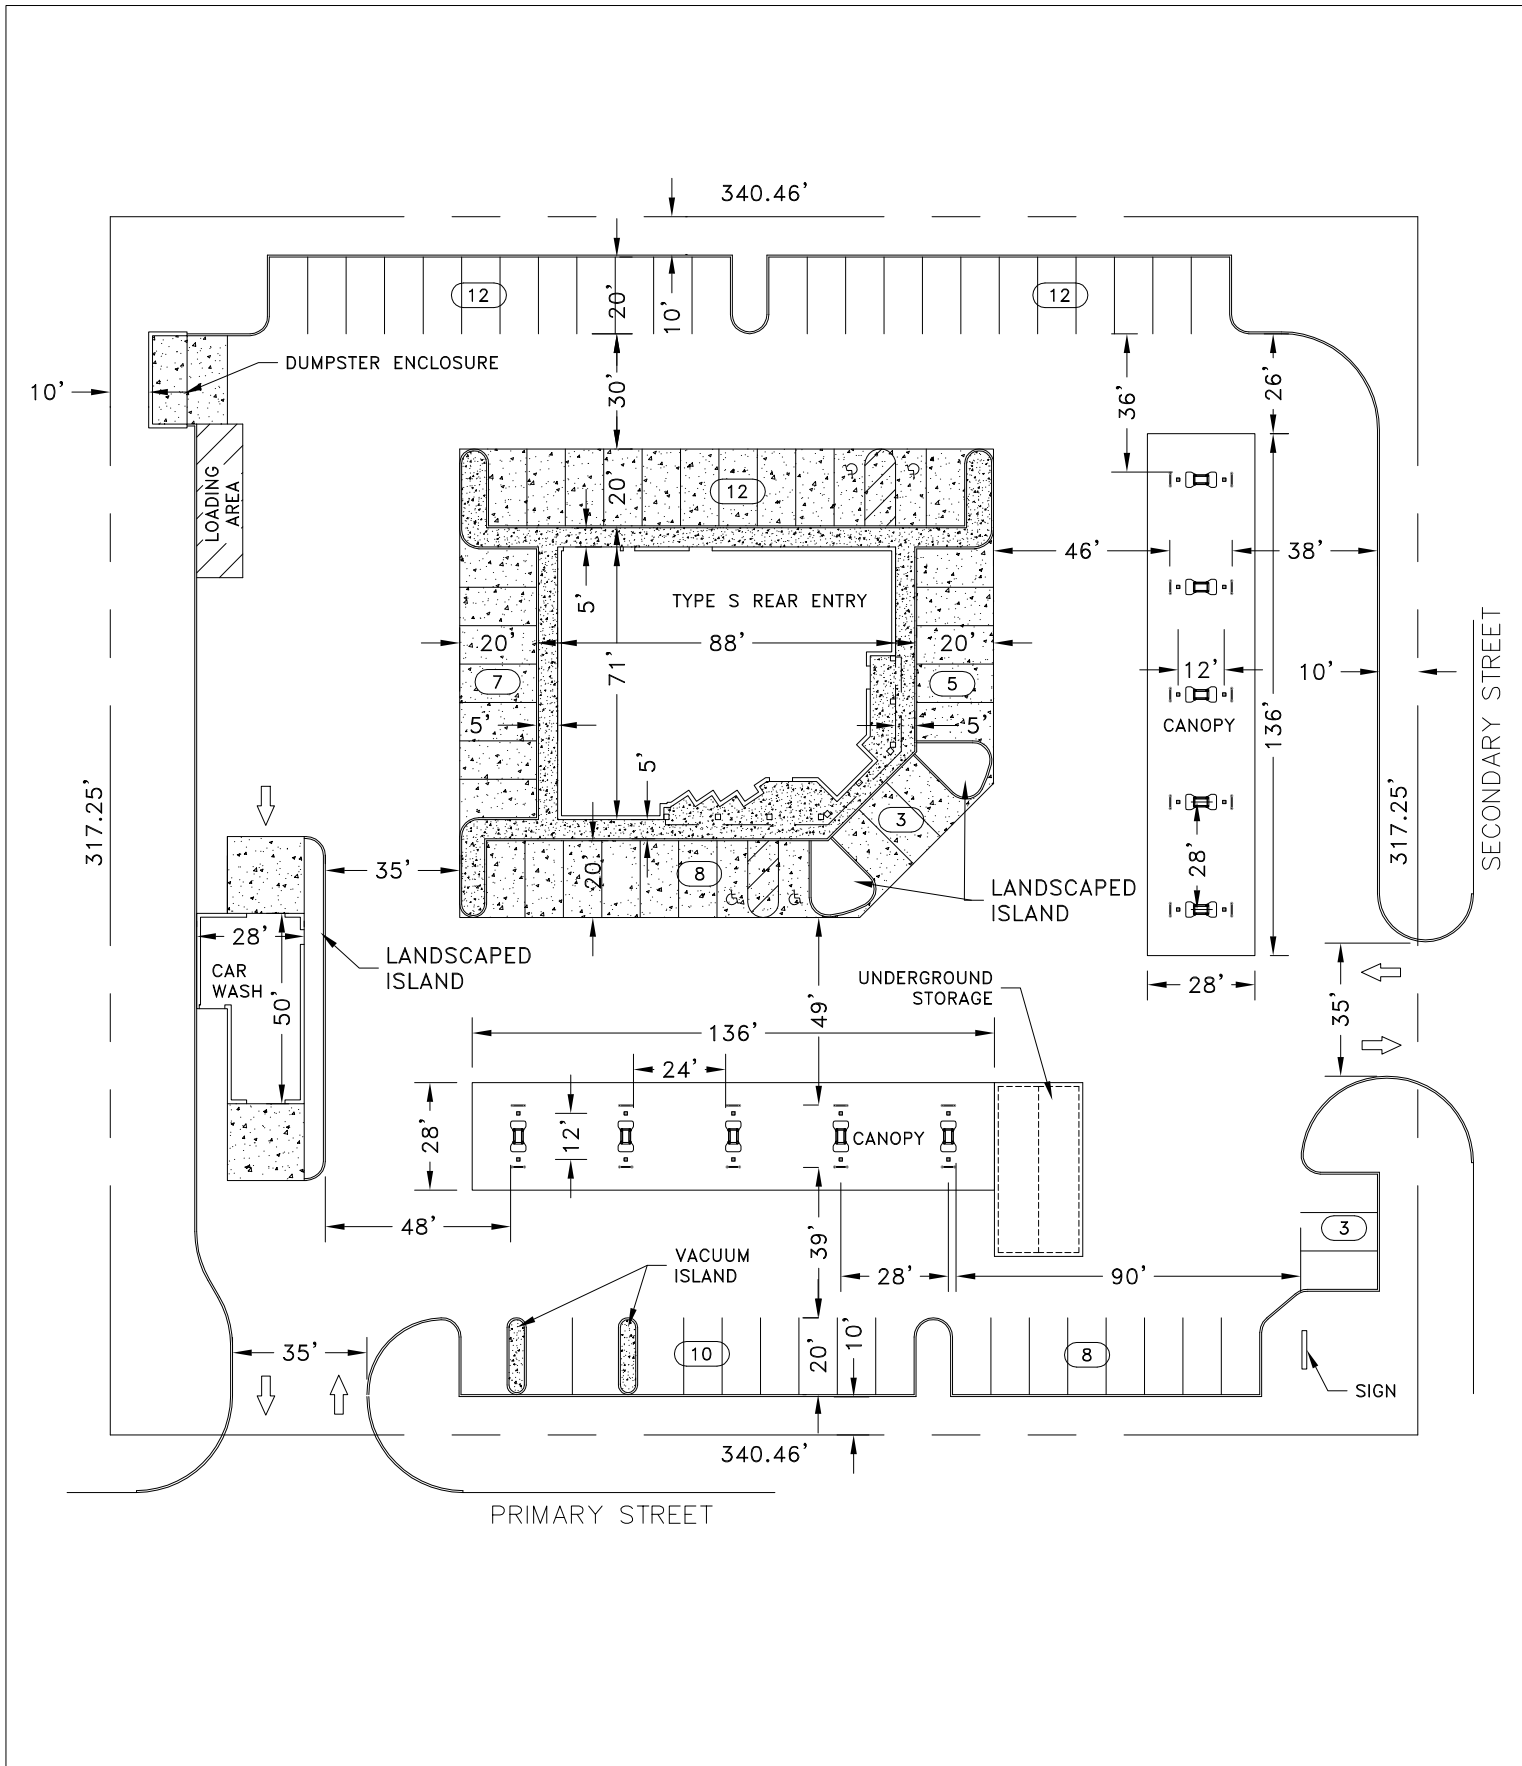 340.46'
12
12
20'
10'
DUMPSTER ENCLOSURE
10'
30'
36'
26'
LOADING
AREA
20'
12
46'
38'
5'
TYPE S REAR ENTRY
20'
88'
20'
71'
7
5
12'
10'
5'
5'
CANOPY
136'
5'
SECONDARY STREET
317.25'
317.25'
3
28'
35'
20'
8
LANDSCAPED
ISLAND
28'
LANDSCAPED
ISLAND
CAR
WASH
50'
UNDERGROUND
STORAGE
28'
49'
35'
136'
24'
28'
12'
CANOPY
48'
39'
3
VACUUM
ISLAND
28'
90'
35'
10
20'
10'
8
SIGN
340.46'
PRIMARY STREET